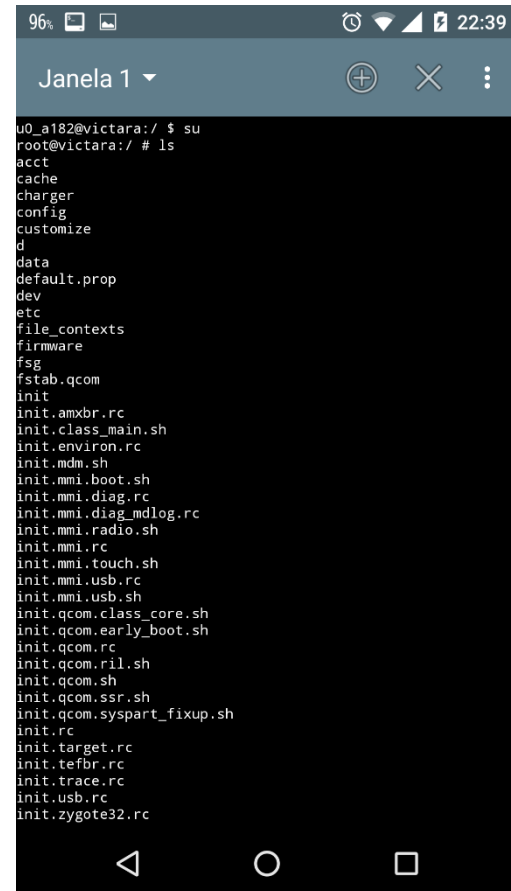 96% 22:39
Janela 1
u0_a182@victara:/ $ su
root@victara:/ # ls
acct
cache
charger
config
customize
d
data
default.prop
dev
etc
file_contexts
firmware
fsg
fstab.qcom
init
init.amxbr.rc
init.class_main.sh
init.environ.rc
init.mdm.sh
init.mmi.boot.sh
init.mmi.diag.rc
init.mmi.diag_mdlog.rc
init.mmi.radio.sh
init.mmi.rc
init.mmi.touch.sh
init.mmi.usb.rc
init.mmi.usb.sh
init.qcom.class_core.sh
init.qcom.early_boot.sh
init.qcom.rc
init.qcom.ril.sh
init.qcom.sh
init.qcom.ssr.sh
init.qcom.syspart_fixup.sh
init.rc
init.target.rc
init.tefbr.rc
init.trace.rc
init.usb.rc
init.zygote32.rc